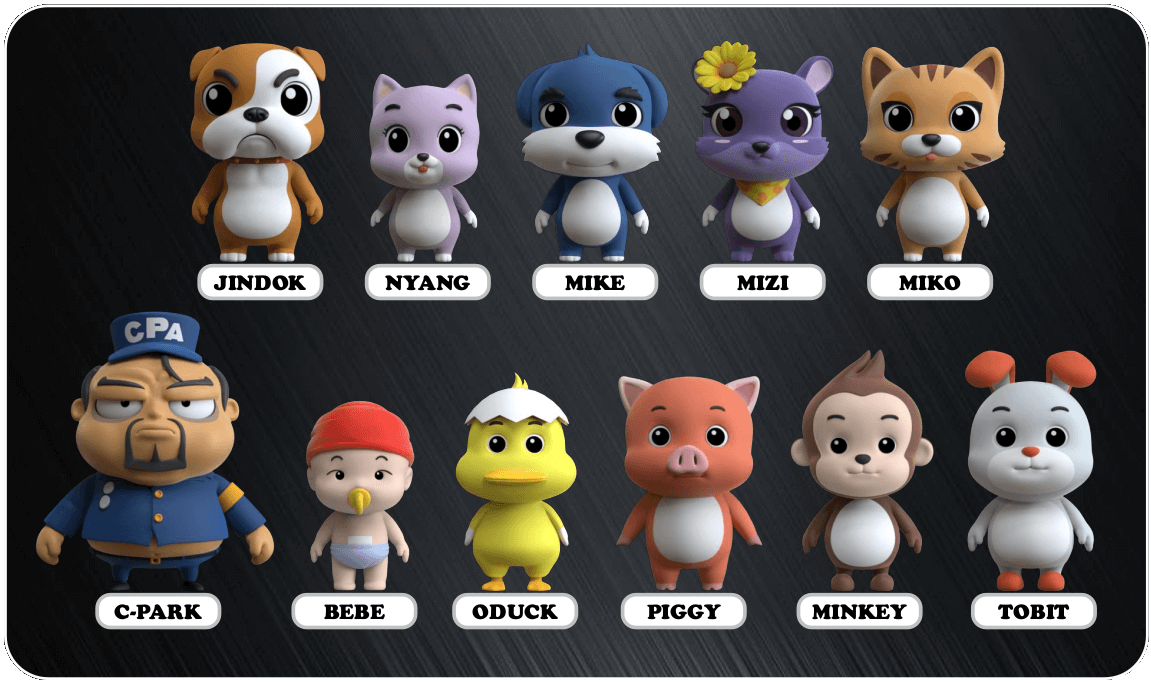 JINDOK
NYANG
MIKE
MIZI
MIKO
CPA
C-PARK
BEBE
ODUCK
PIGGY
MINKEY
TOBIT